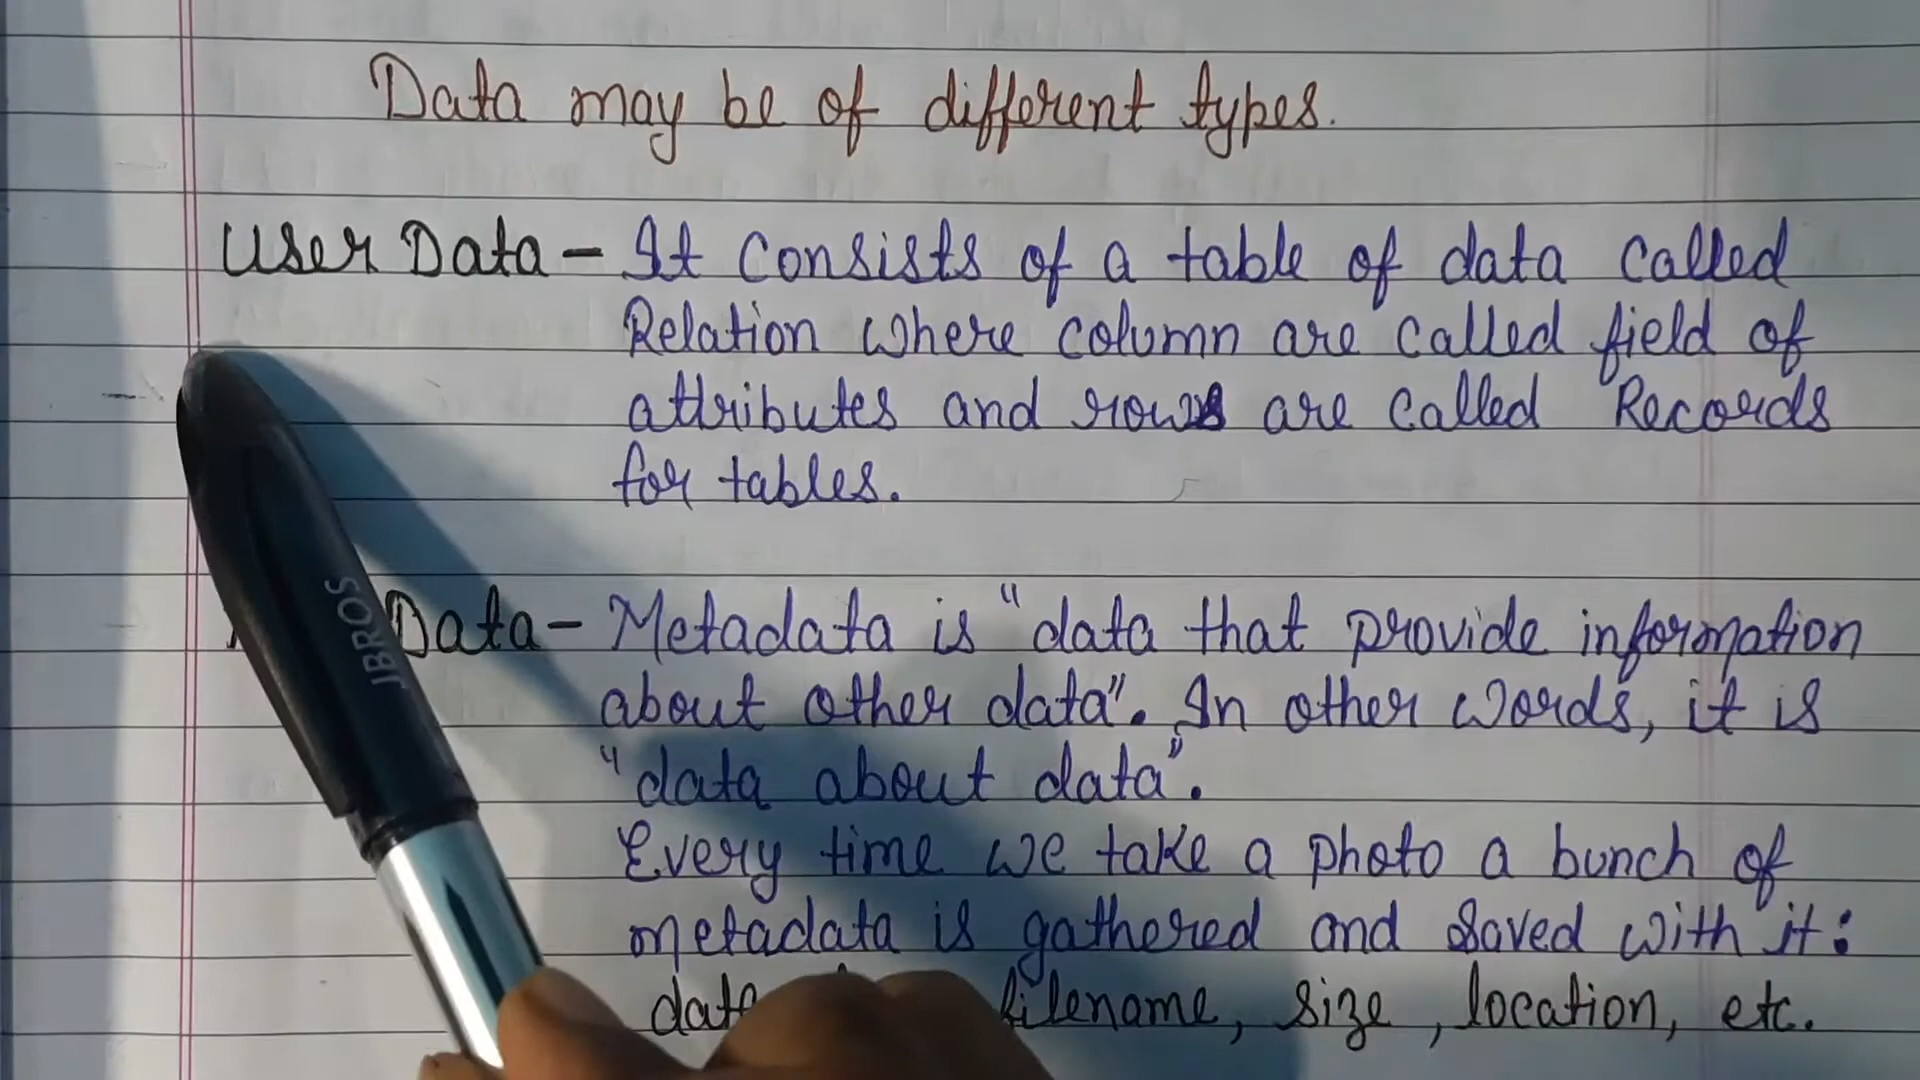 Data may be of different types.
User Data - It consists of a table of data called
Relation where column are called field of
attributes and rows are called Records
for tables.
Data - Metadata is "data that provide information
about other data". In other words, it is
"data about data".
Every time we take a photo a bunch of
metadata is gathered and saved with it:
filename, size, location, etc.
JBROS